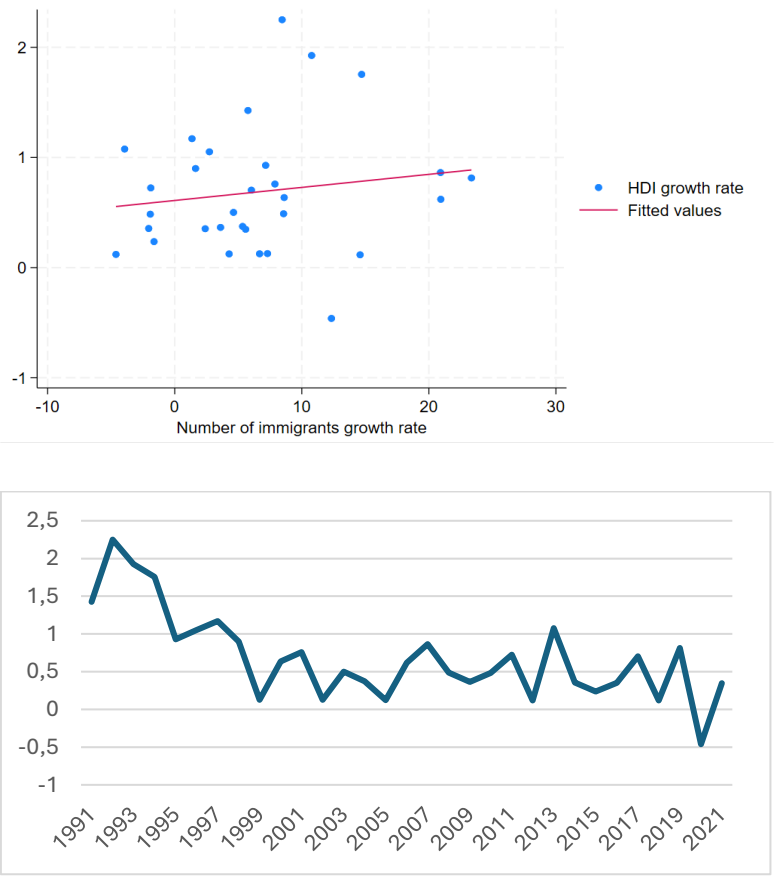 2
1
0
-1
-10 0 10 20 30
Number of immigrants growth rate
HDI growth rate
Fitted values
2,5
2
1,5
1
0,5
0
-0,5
-1
1991 1993 1995 1997 1999 2001 2003 2005 2007 2009 2011 2013 2015 2017 2019 2021